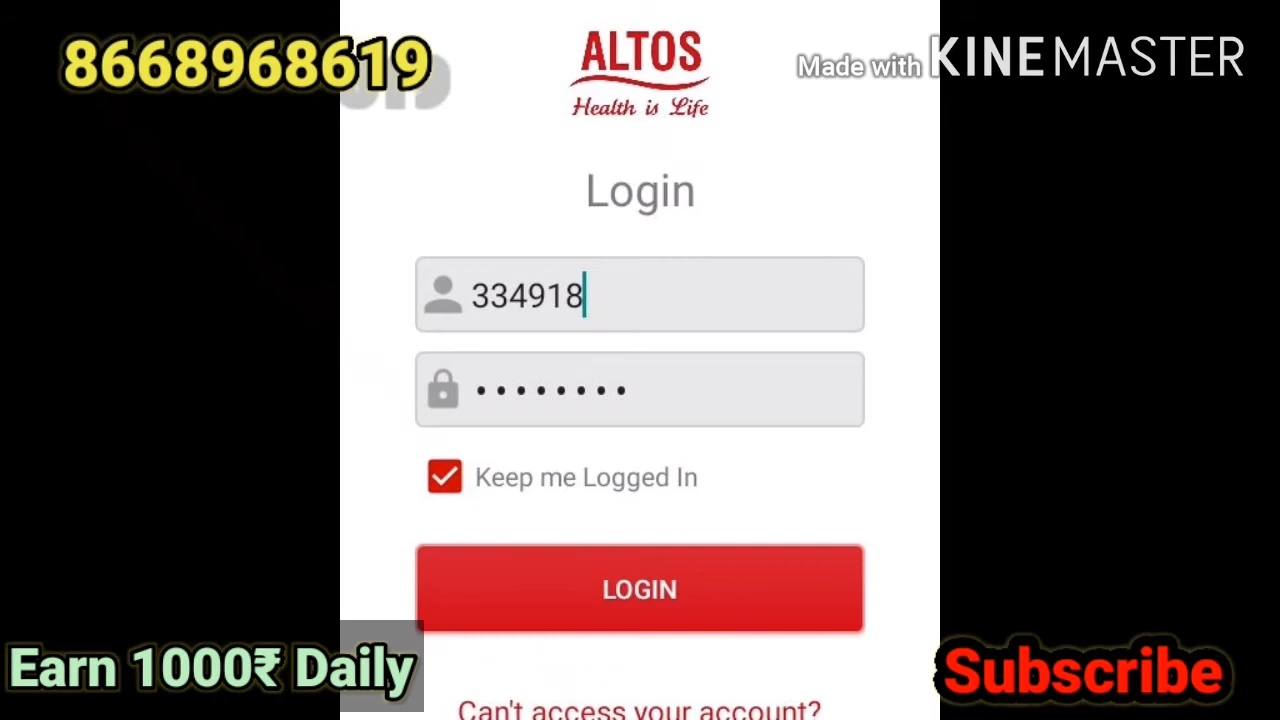 8668968619
ALTOS
Health is Life
Made with KINEMASTER
Login
334918
Keep me Logged In
LOGIN
Earn 1000₹ Daily
Subscribe
Can't access your account?